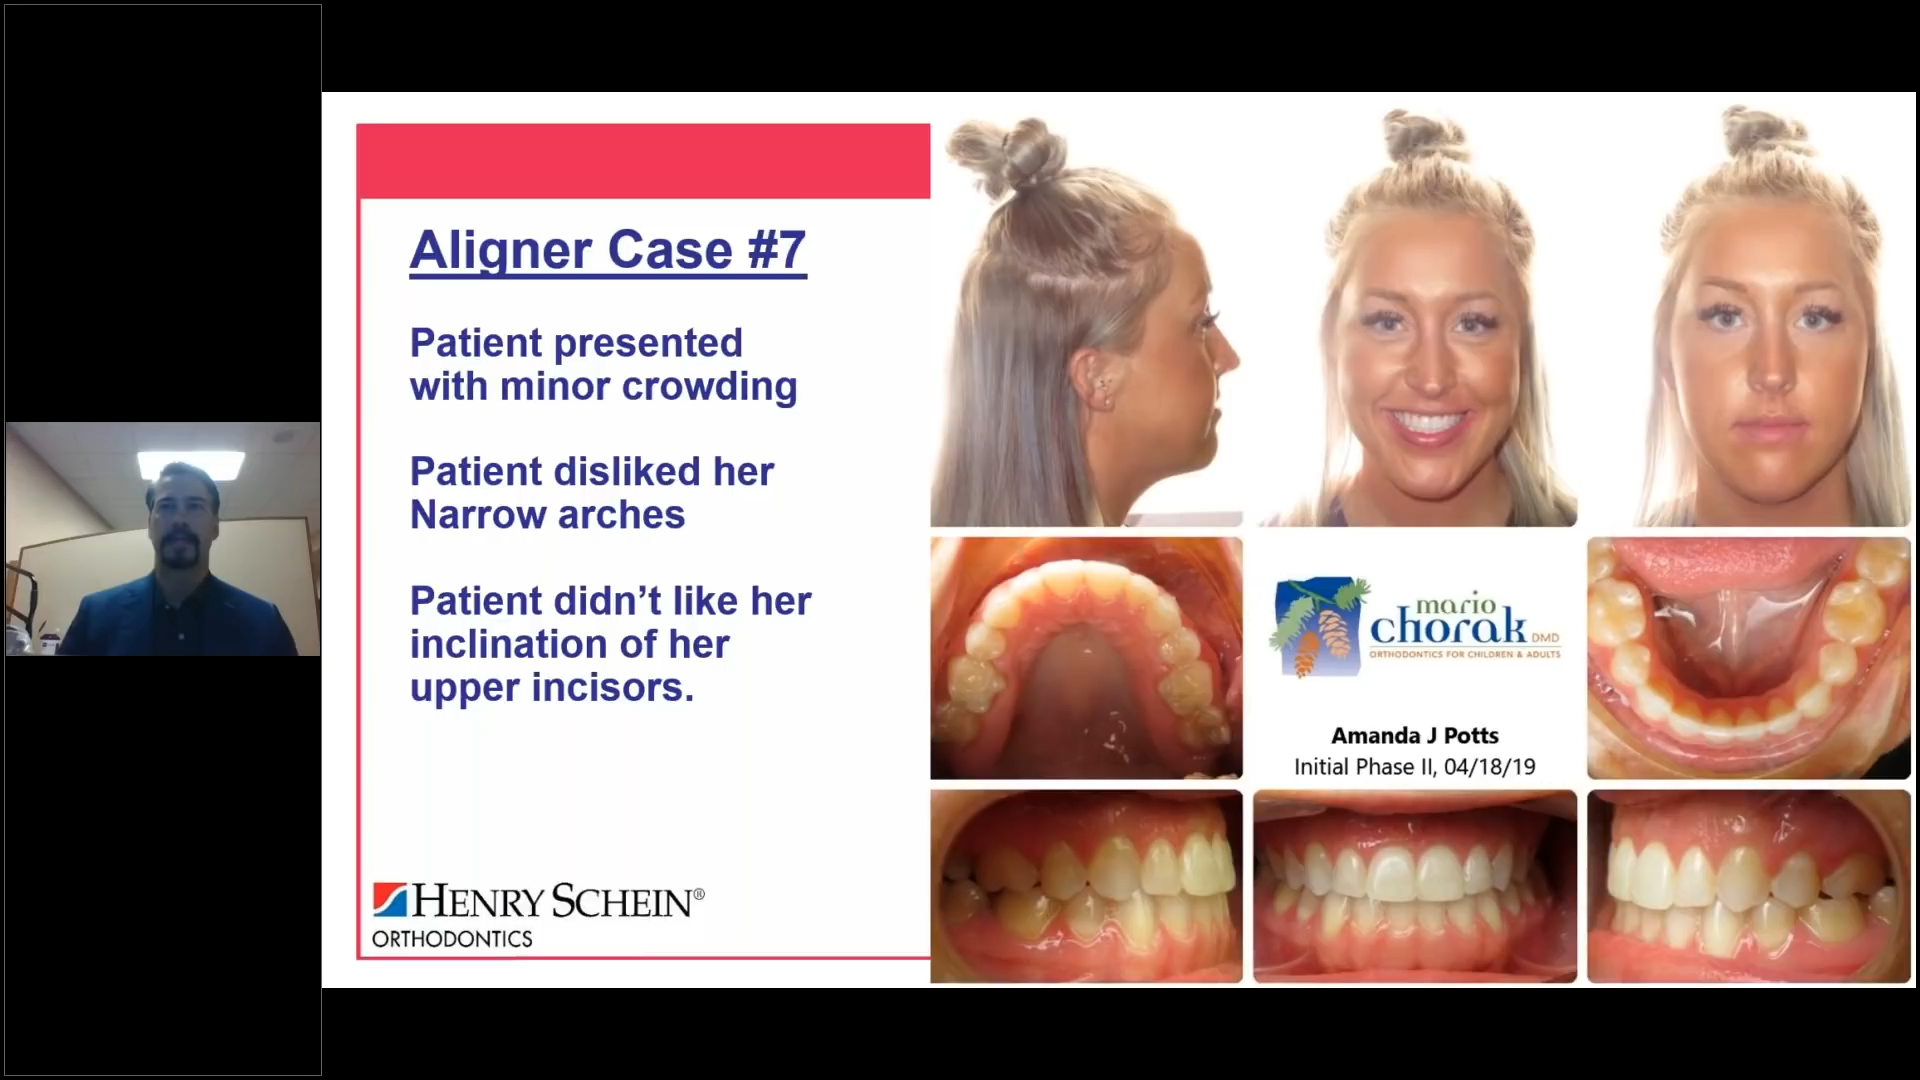 Aligner Case #7
Patient presented
with minor crowding
Patient disliked her
Narrow arches
Patient didn’t like her
inclination of her
upper incisors.
HENRY SCHEIN®
ORTHODONTICS
mario
chorak DMD
ORTHODONTICS FOR CHILDREN & ADULTS
Amanda J Potts
Initial Phase II, 04/18/19